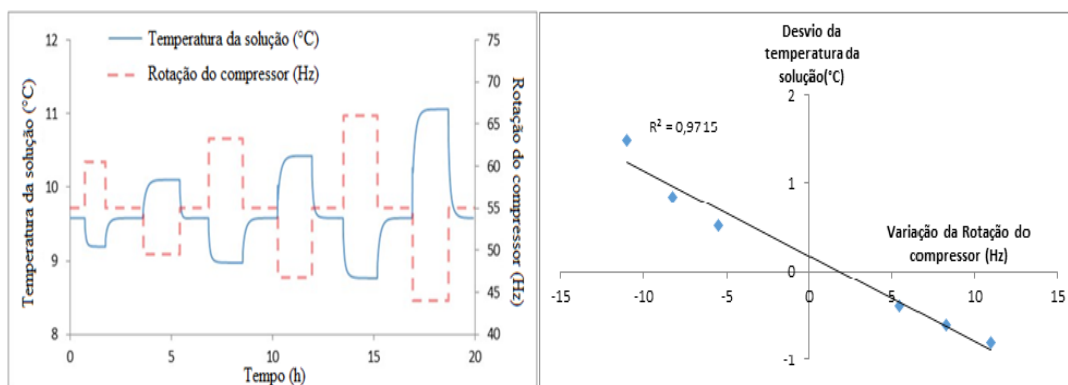 Temperatura da solução (°C)
Rotação do compressor (Hz)
12
11
10
9
8
Temperatura da solução (°C)
75
70
65
60
55
50
45
40
Rotação do compressor (Hz)
0
5
10
15
20
Tempo (h)
Desvio da
temperatura da
solução(°C)
R² = 0,9715
Variação da Rotação do
compressor (Hz)
2
1
0
-1
-15
-10
-5
0
5
10
15